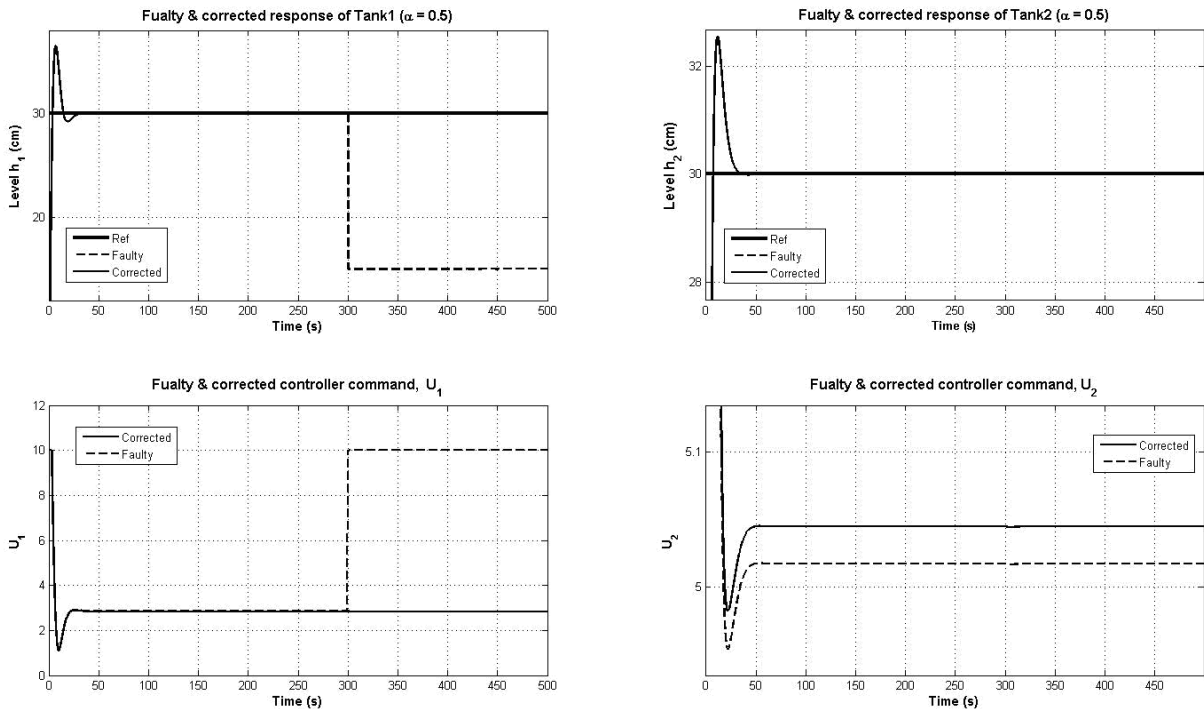 Fualty & corrected response of Tank1 (α = 0.5)
Level h1 (cm)
30
20
Ref
Faulty
Corrected
0 50 100 150 200 250 300 350 400 450 500
Time (s)
Fualty & corrected response of Tank2 (α = 0.5)
Level h2 (cm)
32
30
28
Ref
Faulty
Corrected
0 50 100 150 200 250 300 350 400 450
Time (s)
Fualty & corrected controller command, U1
U1
12
10
8
6
4
2
0
Corrected
Faulty
0 50 100 150 200 250 300 350 400 450 500
Time (s)
Fualty & corrected controller command, U2
U2
5.1
5
Corrected
Faulty
0 50 100 150 200 250 300 350 400 450
Time (s)